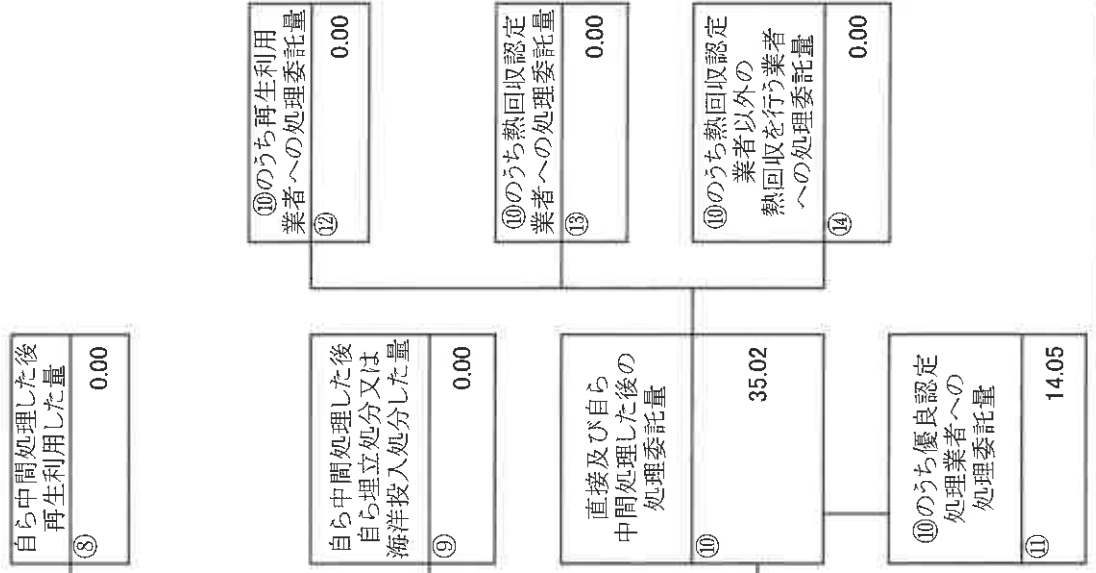 自ら中間処理した後
再生利用した量
⑧
0.00
自ら中間処理した後
自ら埋立処分又は
海洋投入処分した量
⑨
0.00
直接及び自ら
中間処理した後の
処理委託量
⑩
35.02
⑩のうち優良認定
処理業者への
処理委託量
⑪
14.05
⑩のうち再生利用
業者への処理委託量
⑫
0.00
⑩のうち熱回収認定
業者への処理委託量
⑬
0.00
⑩のうち熱回収認定
業者以外の
熱回収を行う業者
への処理委託量
⑭
0.00